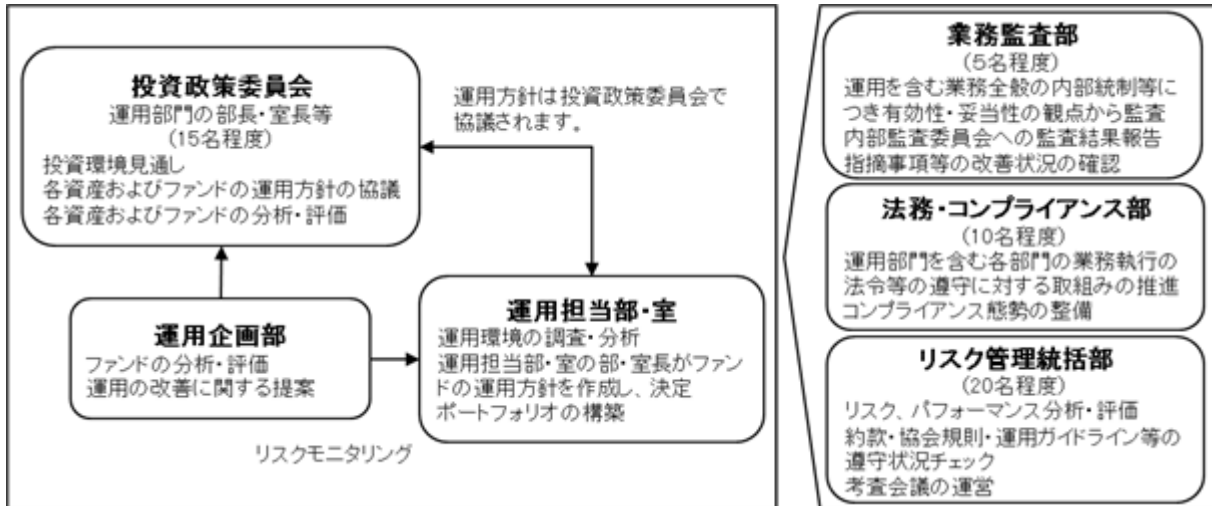 投資政策委員会
運用部門の部長・室長等
(15名程度)
投資環境見通し
各資産およびファンドの運用方針の協議
各資産およびファンドの分析・評価
運用方針は投資政策委員会で
協議されます。
運用企画部
ファンドの分析・評価
運用の改善に関する提案
運用担当部・室
運用環境の調査・分析
運用担当部・室の部・室長がファン
ドの運用方針を作成し、決定
ポートフォリオの構築
リスクモニタリング
業務監査部
(5名程度)
運用を含む業務全般の内部統制等に
つき有効性・妥当性の観点から監査
内部監査委員会への監査結果報告
指摘事項等の改善状況の確認
法務・コンプライアンス部
(10名程度)
運用部門を含む各部門の業務執行の
法令等の遵守に対する取組みの推進
コンプライアンス態勢の整備
リスク管理統括部
(20名程度)
リスク、パフォーマンス分析・評価
約款・協会規則・運用ガイドライン等の
遵守状況チェック
考査会議の運営